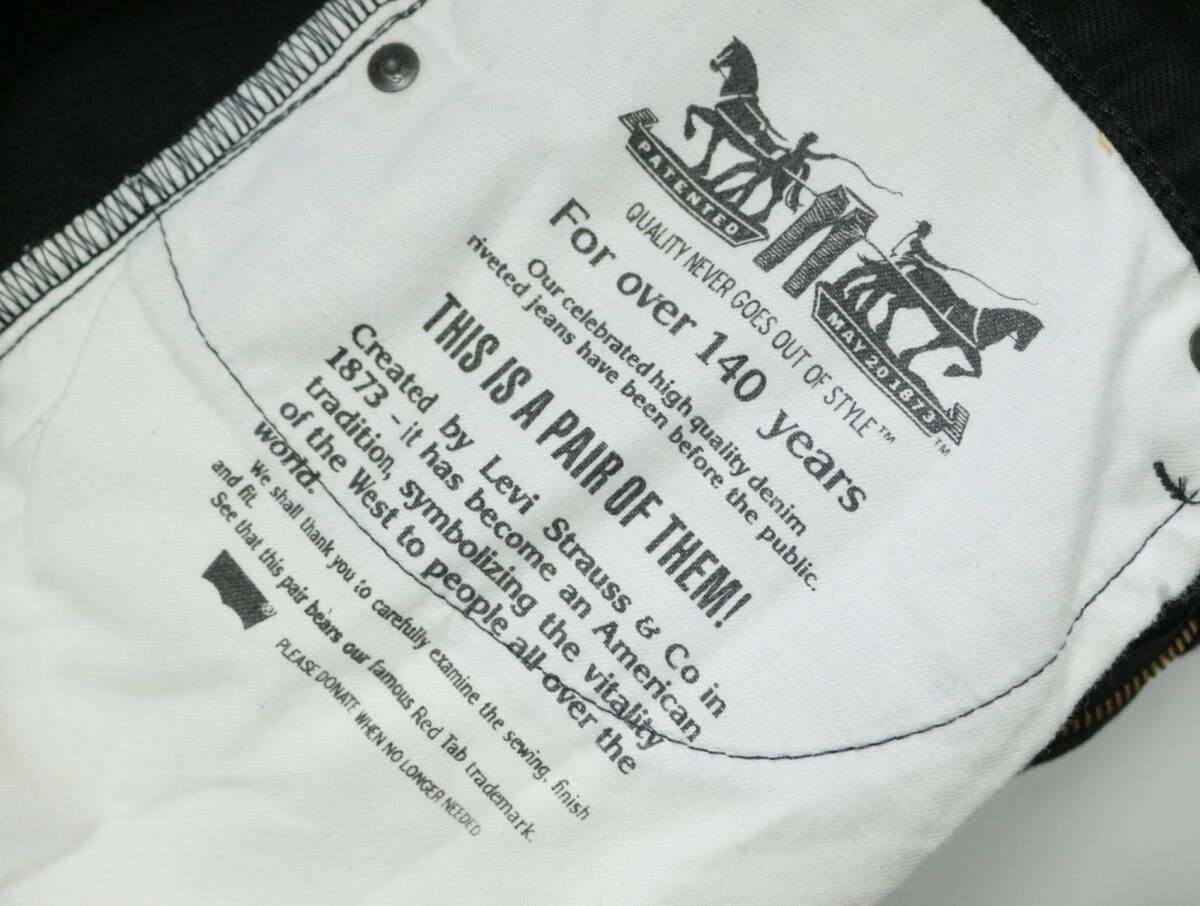 PATENTED
MAY 20 1873
TM
QUALITY NEVER GOES OUT OF STYLE™
For over 140 years
Our celebrated high quality denim
riveted jeans have been before the public.
THIS IS A PAIR OF THEM!
Created by Levi Strauss & Co in
1873 - it has become an American
tradition, symbolizing the vitality
of the West to people all over the
world.
We shall thank you to carefully examine the sewing, finish
and fit.
See that this pair bears our famous Red Tab trademark.
®
PLEASE DONATE WHEN NO LONGER NEEDED